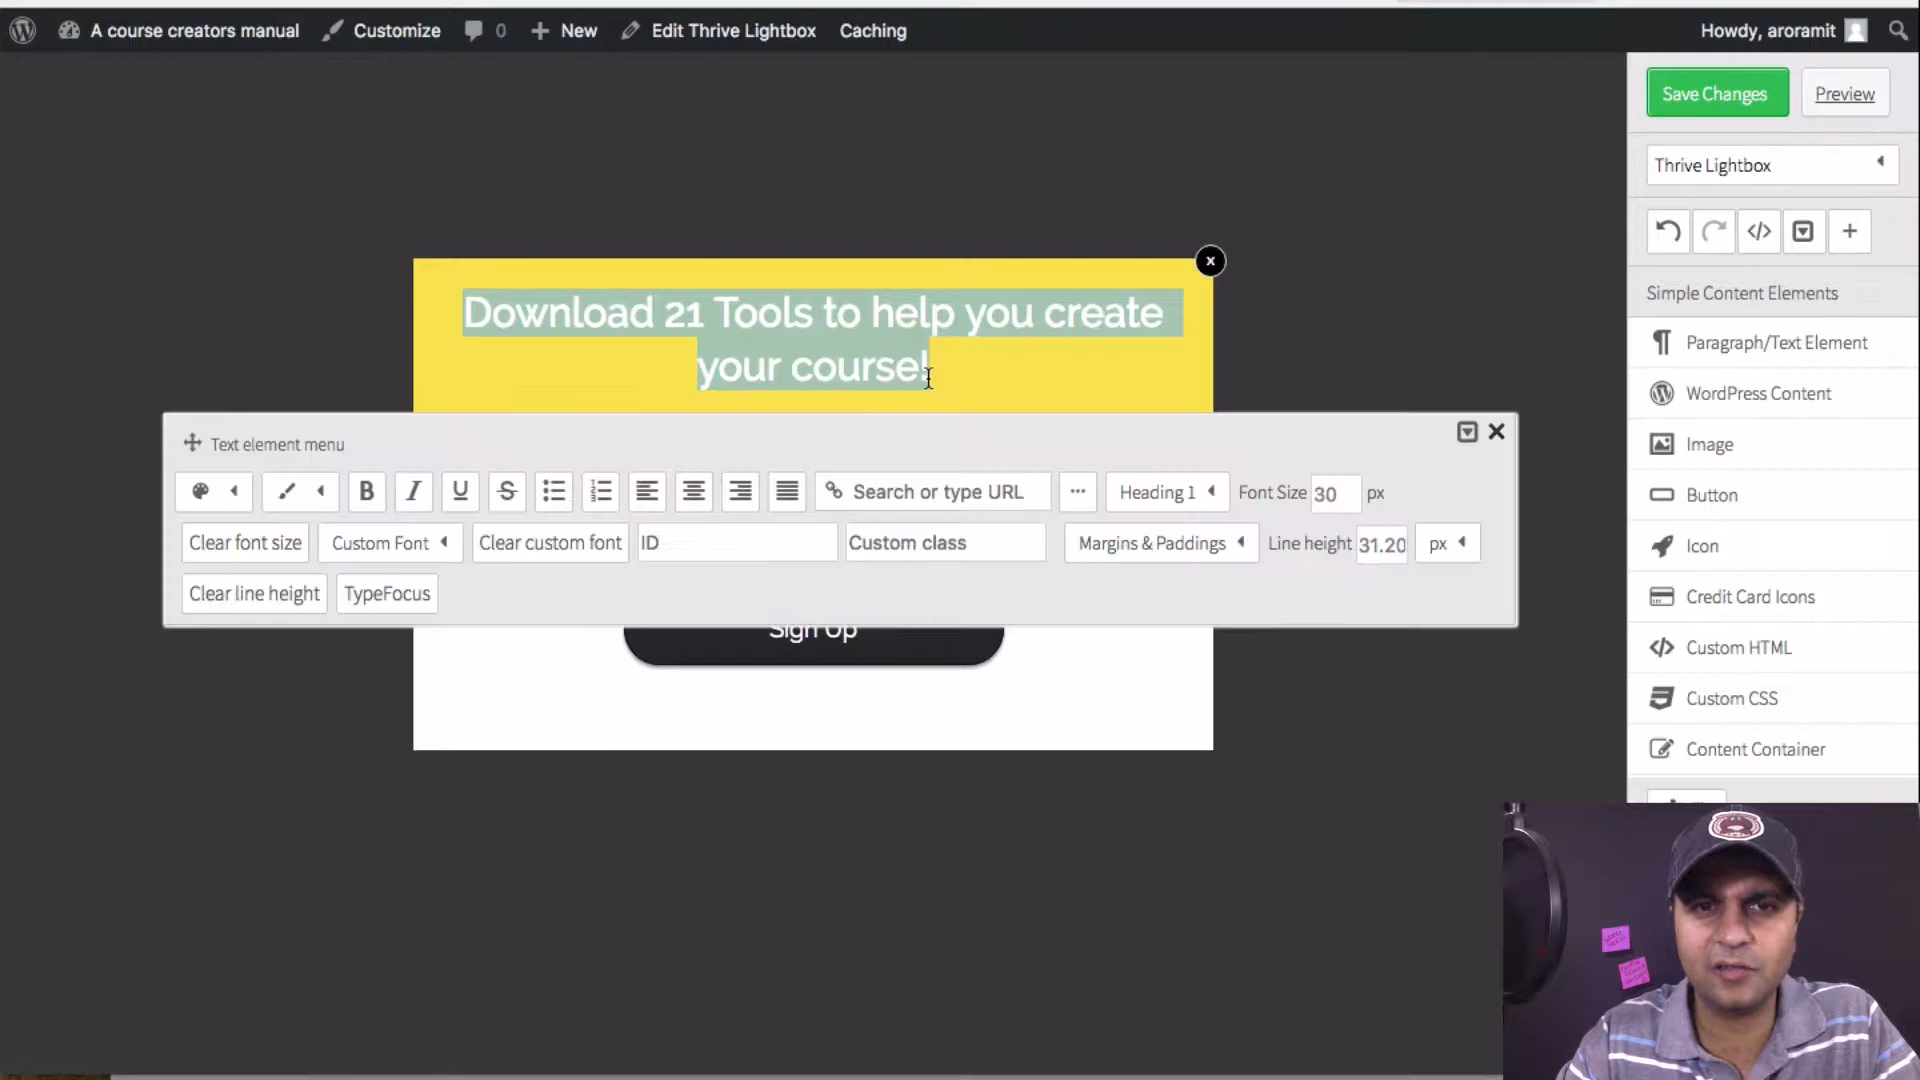 A course creators manual Customize 0 New Edit Thrive Lightbox Caching Howdy, aroramit
Save Changes Preview
Thrive Lightbox
Simple Content Elements
Paragraph/Text Element
WordPress Content
Image
Button
Icon
Credit Card Icons
Custom HTML
Custom CSS
Content Container
x
Download 21 Tools to help you create
your course!
Text element menu
B I U S Search or type URL ... Heading 1 Font Size 30 px
Clear font size Custom Font Clear custom font ID Custom class Margins & Paddings Line height 31.20 px
Clear line height TypeFocus
Sign Up